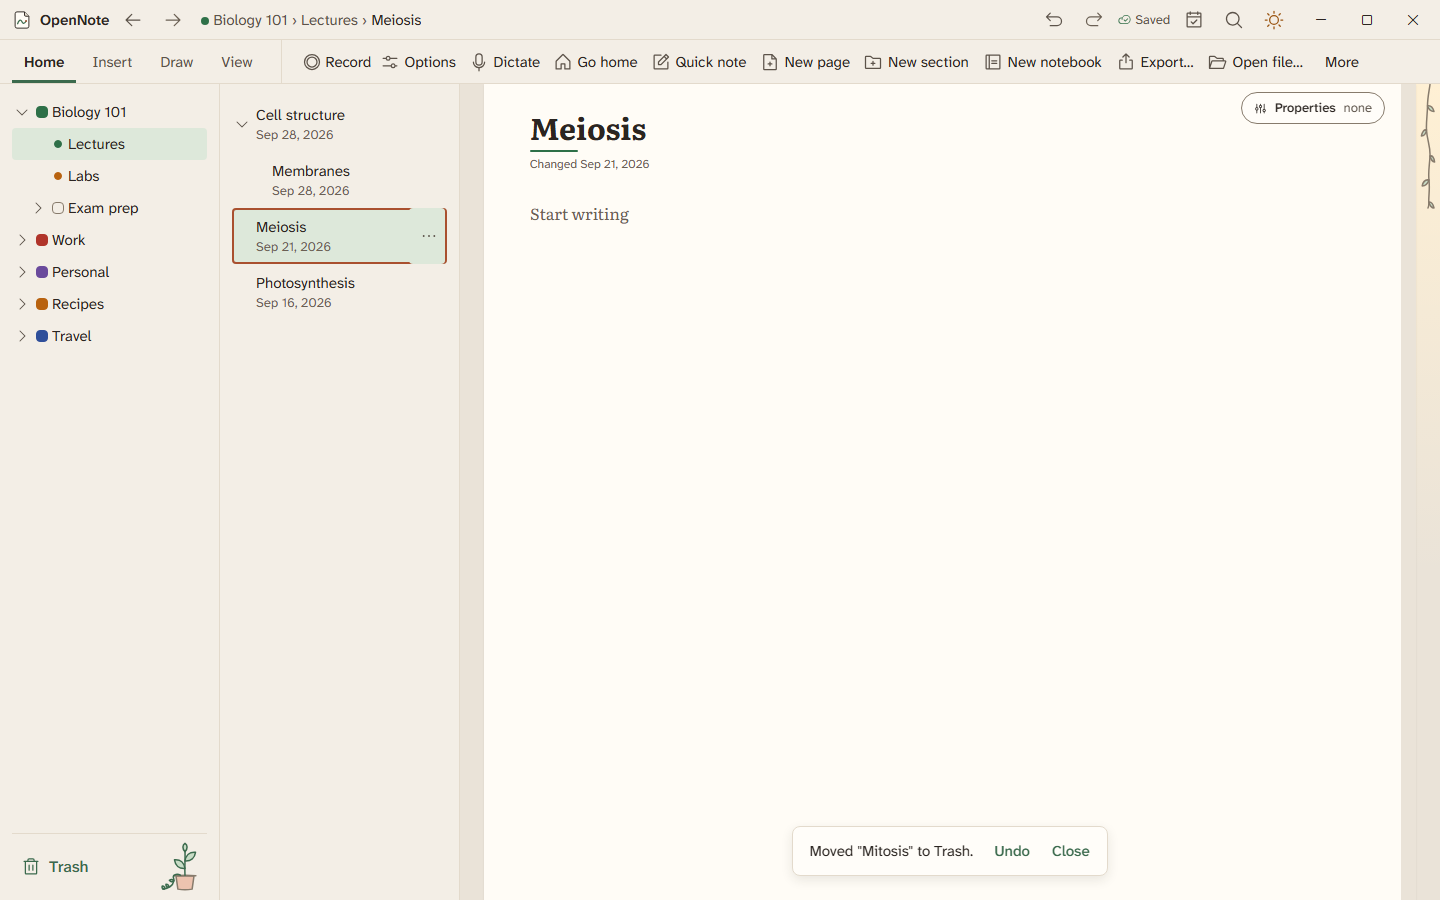 OpenNote
Biology 101 › Lectures › Meiosis
Saved
Home
Insert
Draw
View
Record
Options
Dictate
Go home
Quick note
New page
New section
New notebook
Export...
Open file...
More
Biology 101
Lectures
Labs
Exam prep
Work
Personal
Recipes
Travel
Trash
Cell structure
Sep 28, 2026
Membranes
Sep 28, 2026
Meiosis
Sep 21, 2026
Photosynthesis
Sep 16, 2026
Properties none
Meiosis
Changed Sep 21, 2026
Start writing
Moved "Mitosis" to Trash. Undo Close